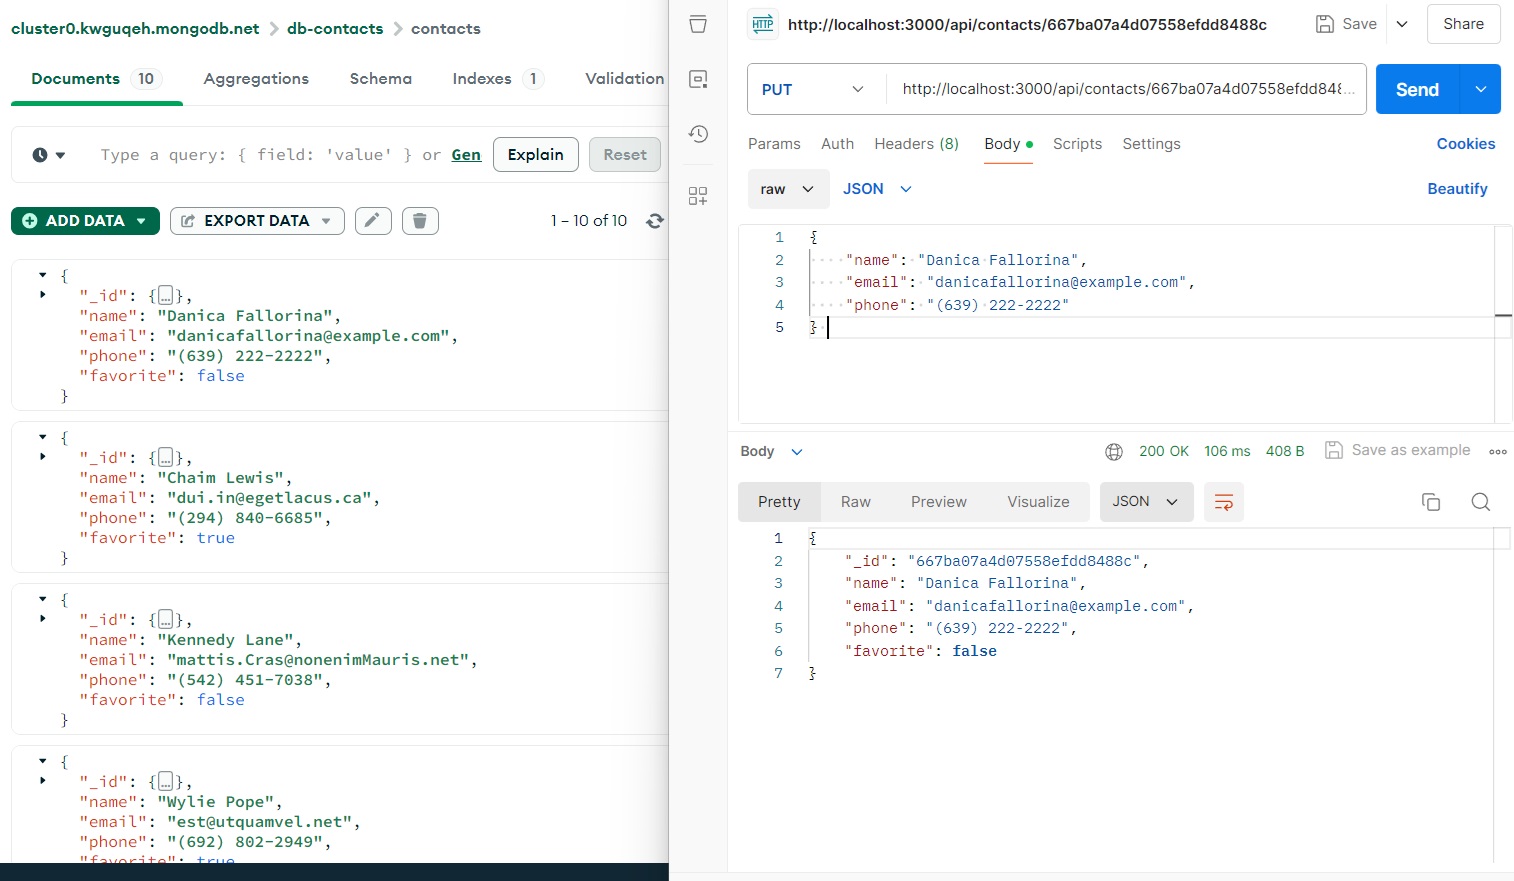 cluster0.kwguqeh.mongodb.net > db-contacts > contacts
Documents 10 Aggregations Schema Indexes 1 Validation
Type a query: { field: 'value' } or Gen Explain Reset
ADD DATA EXPORT DATA 1 – 10 of 10
{
"_id": {…},
"name": "Danica Fallorina",
"email": "danicafallorina@example.com",
"phone": "(639) 222-2222",
"favorite": false
}
{
"_id": {…},
"name": "Chaim Lewis",
"email": "dui.in@egetlacus.ca",
"phone": "(294) 840-6685",
"favorite": true
}
{
"_id": {…},
"name": "Kennedy Lane",
"email": "mattis.Cras@nonenimMauris.net",
"phone": "(542) 451-7038",
"favorite": false
}
{
"_id": {…},
"name": "Wylie Pope",
"email": "est@utquamvel.net",
"phone": "(692) 802-2949",
"favorite": true
HTTP http://localhost:3000/api/contacts/667ba07a4d07558efdd8488c Save Share
PUT http://localhost:3000/api/contacts/667ba07a4d07558efdd848... Send
Params Auth Headers (8) Body Scripts Settings Cookies
raw JSON Beautify
1 {
2 "name": "Danica Fallorina",
3 "email": "danicafallorina@example.com",
4 "phone": "(639) 222-2222"
5 }
Body 200 OK 106 ms 408 B Save as example
Pretty Raw Preview Visualize JSON
1 {
2 "_id": "667ba07a4d07558efdd8488c",
3 "name": "Danica Fallorina",
4 "email": "danicafallorina@example.com",
5 "phone": "(639) 222-2222",
6 "favorite": false
7 }